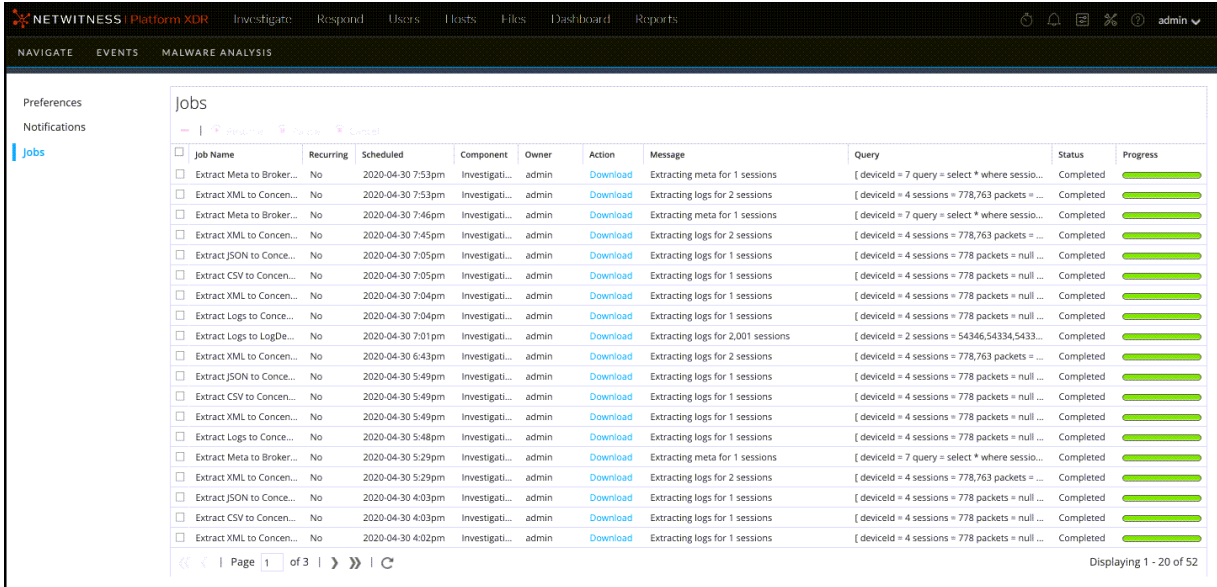 NETWITNESS | Platform XDR Investigate Respond Users Hosts Files Dashboard Reports admin
NAVIGATE EVENTS MALWARE ANALYSIS
Preferences
Notifications
Jobs
Jobs
Resume Pause Cancel
Job Name Recurring Scheduled Component Owner Action Message Query Status Progress
Extract Meta to Broker... No 2020-04-30 7:53pm Investigati... admin Download Extracting meta for 1 sessions [ deviceId = 7 query = select * where sessio... Completed
Extract XML to Concen... No 2020-04-30 7:53pm Investigati... admin Download Extracting logs for 2 sessions [ deviceId = 4 sessions = 778,763 packets = ... Completed
Extract Meta to Broker... No 2020-04-30 7:46pm Investigati... admin Download Extracting meta for 1 sessions [ deviceId = 7 query = select * where sessio... Completed
Extract XML to Concen... No 2020-04-30 7:45pm Investigati... admin Download Extracting logs for 2 sessions [ deviceId = 4 sessions = 778,763 packets = ... Completed
Extract JSON to Conce... No 2020-04-30 7:05pm Investigati... admin Download Extracting logs for 1 sessions [ deviceId = 4 sessions = 778 packets = null ... Completed
Extract CSV to Concen... No 2020-04-30 7:05pm Investigati... admin Download Extracting logs for 1 sessions [ deviceId = 4 sessions = 778 packets = null ... Completed
Extract XML to Concen... No 2020-04-30 7:04pm Investigati... admin Download Extracting logs for 1 sessions [ deviceId = 4 sessions = 778 packets = null ... Completed
Extract Logs to Conce... No 2020-04-30 7:04pm Investigati... admin Download Extracting logs for 1 sessions [ deviceId = 4 sessions = 778 packets = null ... Completed
Extract Logs to LogDe... No 2020-04-30 7:01pm Investigati... admin Download Extracting logs for 2,001 sessions [ deviceId = 2 sessions = 54346,54334,5433... Completed
Extract XML to Concen... No 2020-04-30 6:43pm Investigati... admin Download Extracting logs for 2 sessions [ deviceId = 4 sessions = 778,763 packets = ... Completed
Extract JSON to Conce... No 2020-04-30 5:49pm Investigati... admin Download Extracting logs for 1 sessions [ deviceId = 4 sessions = 778 packets = null ... Completed
Extract CSV to Concen... No 2020-04-30 5:49pm Investigati... admin Download Extracting logs for 1 sessions [ deviceId = 4 sessions = 778 packets = null ... Completed
Extract XML to Concen... No 2020-04-30 5:49pm Investigati... admin Download Extracting logs for 1 sessions [ deviceId = 4 sessions = 778 packets = null ... Completed
Extract Logs to Conce... No 2020-04-30 5:48pm Investigati... admin Download Extracting logs for 1 sessions [ deviceId = 4 sessions = 778 packets = null ... Completed
Extract Meta to Broker... No 2020-04-30 5:29pm Investigati... admin Download Extracting meta for 1 sessions [ deviceId = 7 query = select * where sessio... Completed
Extract XML to Concen... No 2020-04-30 5:29pm Investigati... admin Download Extracting logs for 2 sessions [ deviceId = 4 sessions = 778,763 packets = ... Completed
Extract JSON to Conce... No 2020-04-30 4:03pm Investigati... admin Download Extracting logs for 1 sessions [ deviceId = 4 sessions = 778 packets = null ... Completed
Extract CSV to Concen... No 2020-04-30 4:03pm Investigati... admin Download Extracting logs for 1 sessions [ deviceId = 4 sessions = 778 packets = null ... Completed
Extract XML to Concen... No 2020-04-30 4:02pm Investigati... admin Download Extracting logs for 1 sessions [ deviceId = 4 sessions = 778 packets = null ... Completed
Page 1 of 3 Displaying 1 - 20 of 52